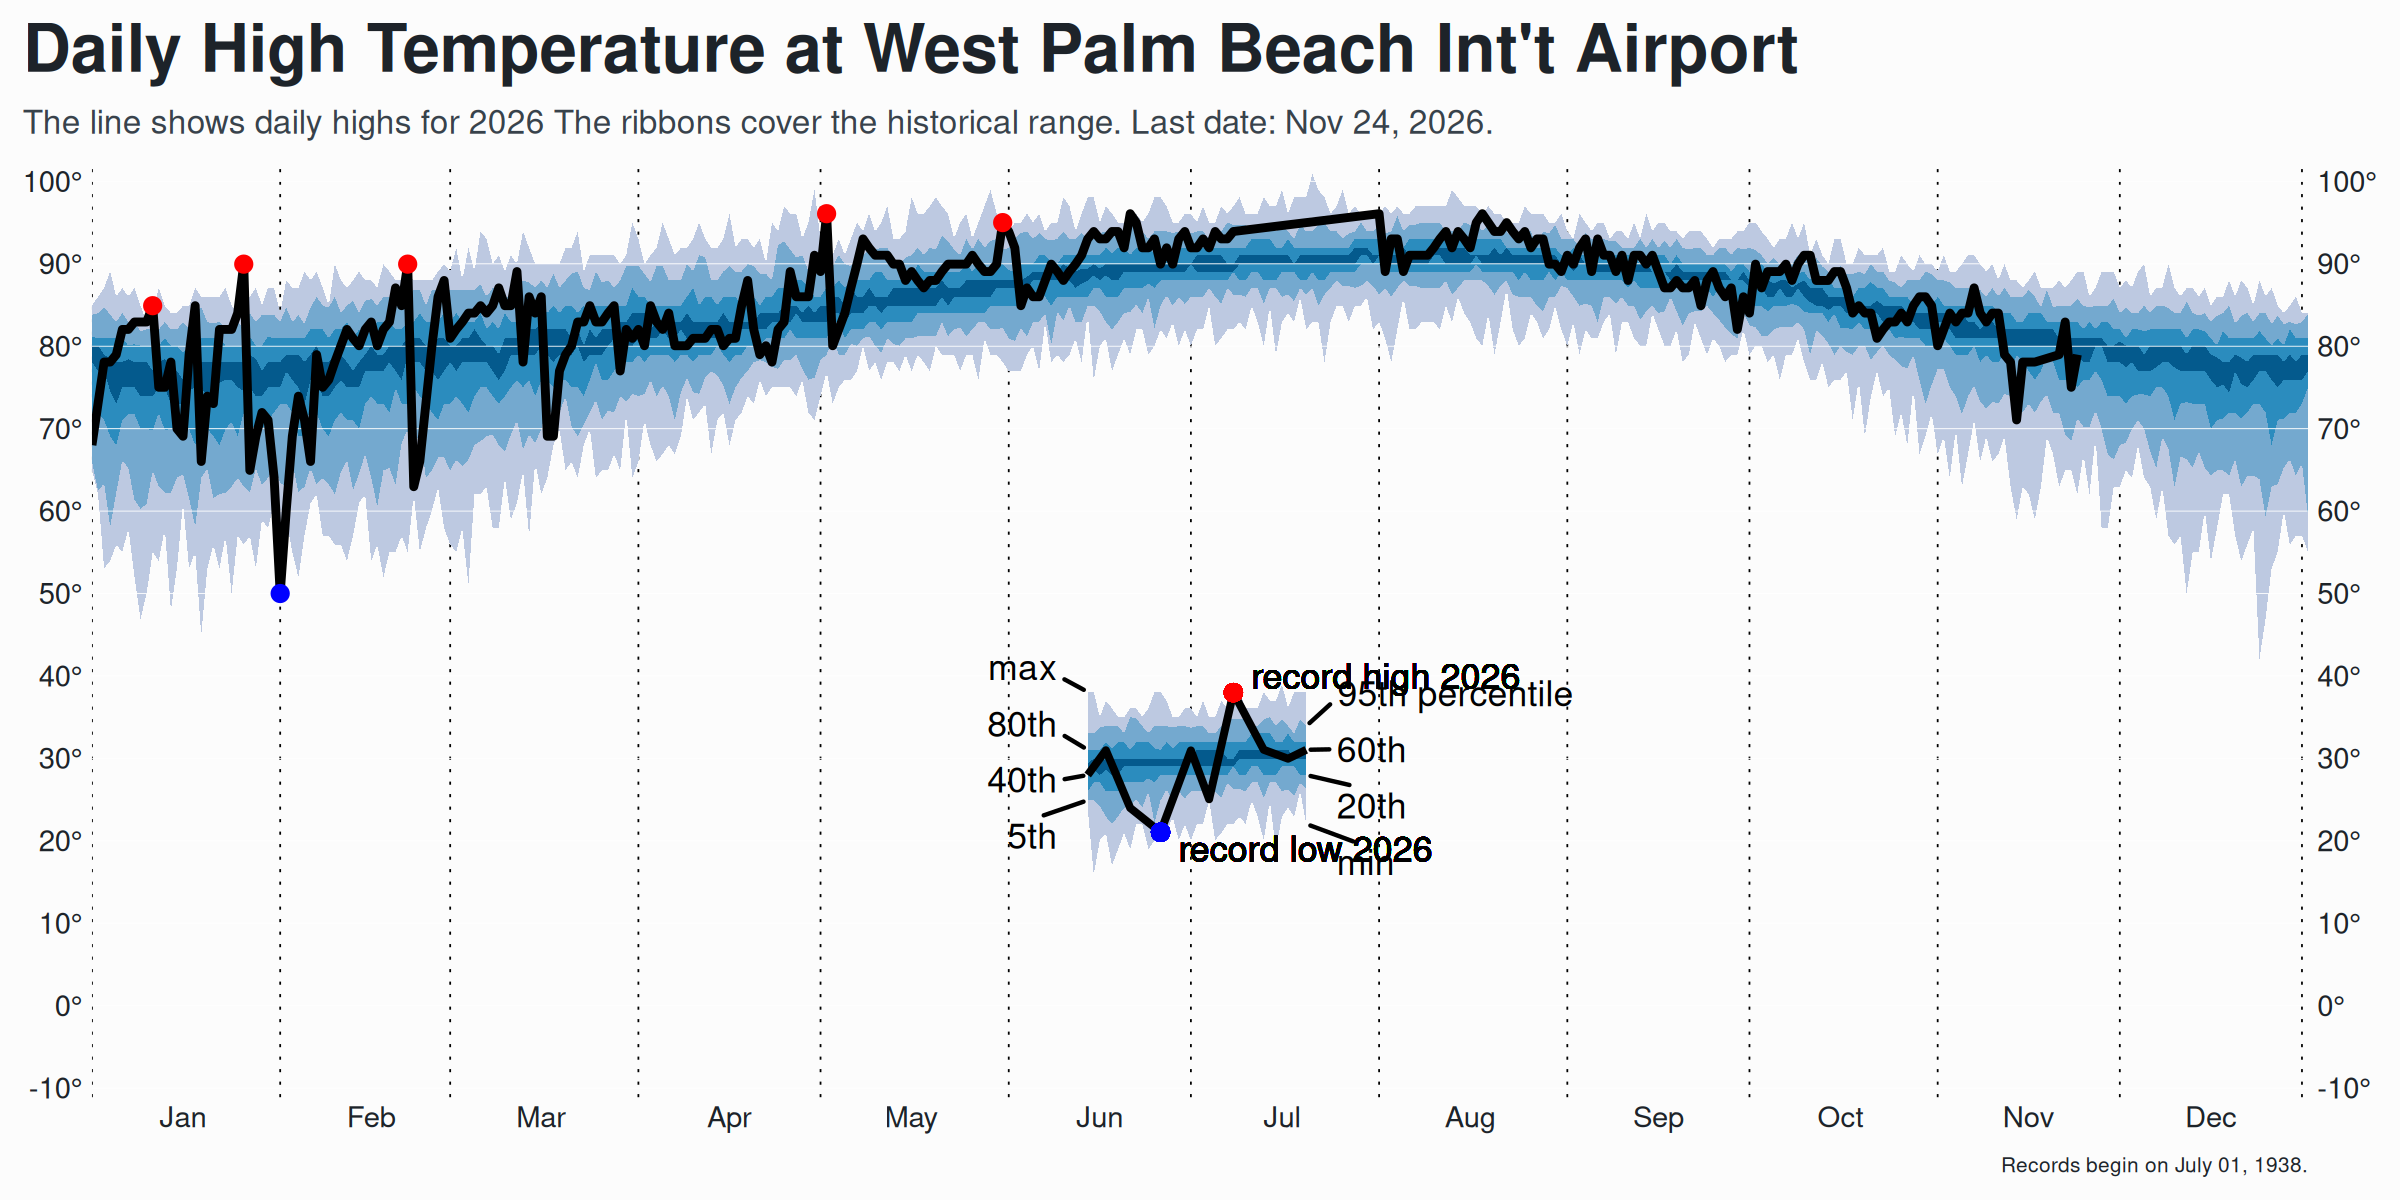 Daily High Temperature at West Palm Beach Int't Airport
The line shows daily highs for 2026 The ribbons cover the historical range. Last date: Nov 24, 2026.
100° 100°
90° 90°
80° 80°
70° 70°
60° 60°
50° 50°
40° 40°
30° 30°
20° 20°
10° 10°
0° 0°
-10° -10°
max
80th
40th
5th
record high 2026
95th percentile
60th
20th
record low 2026
min
Jan Feb Mar Apr May Jun Jul Aug Sep Oct Nov Dec
Records begin on July 01, 1938.